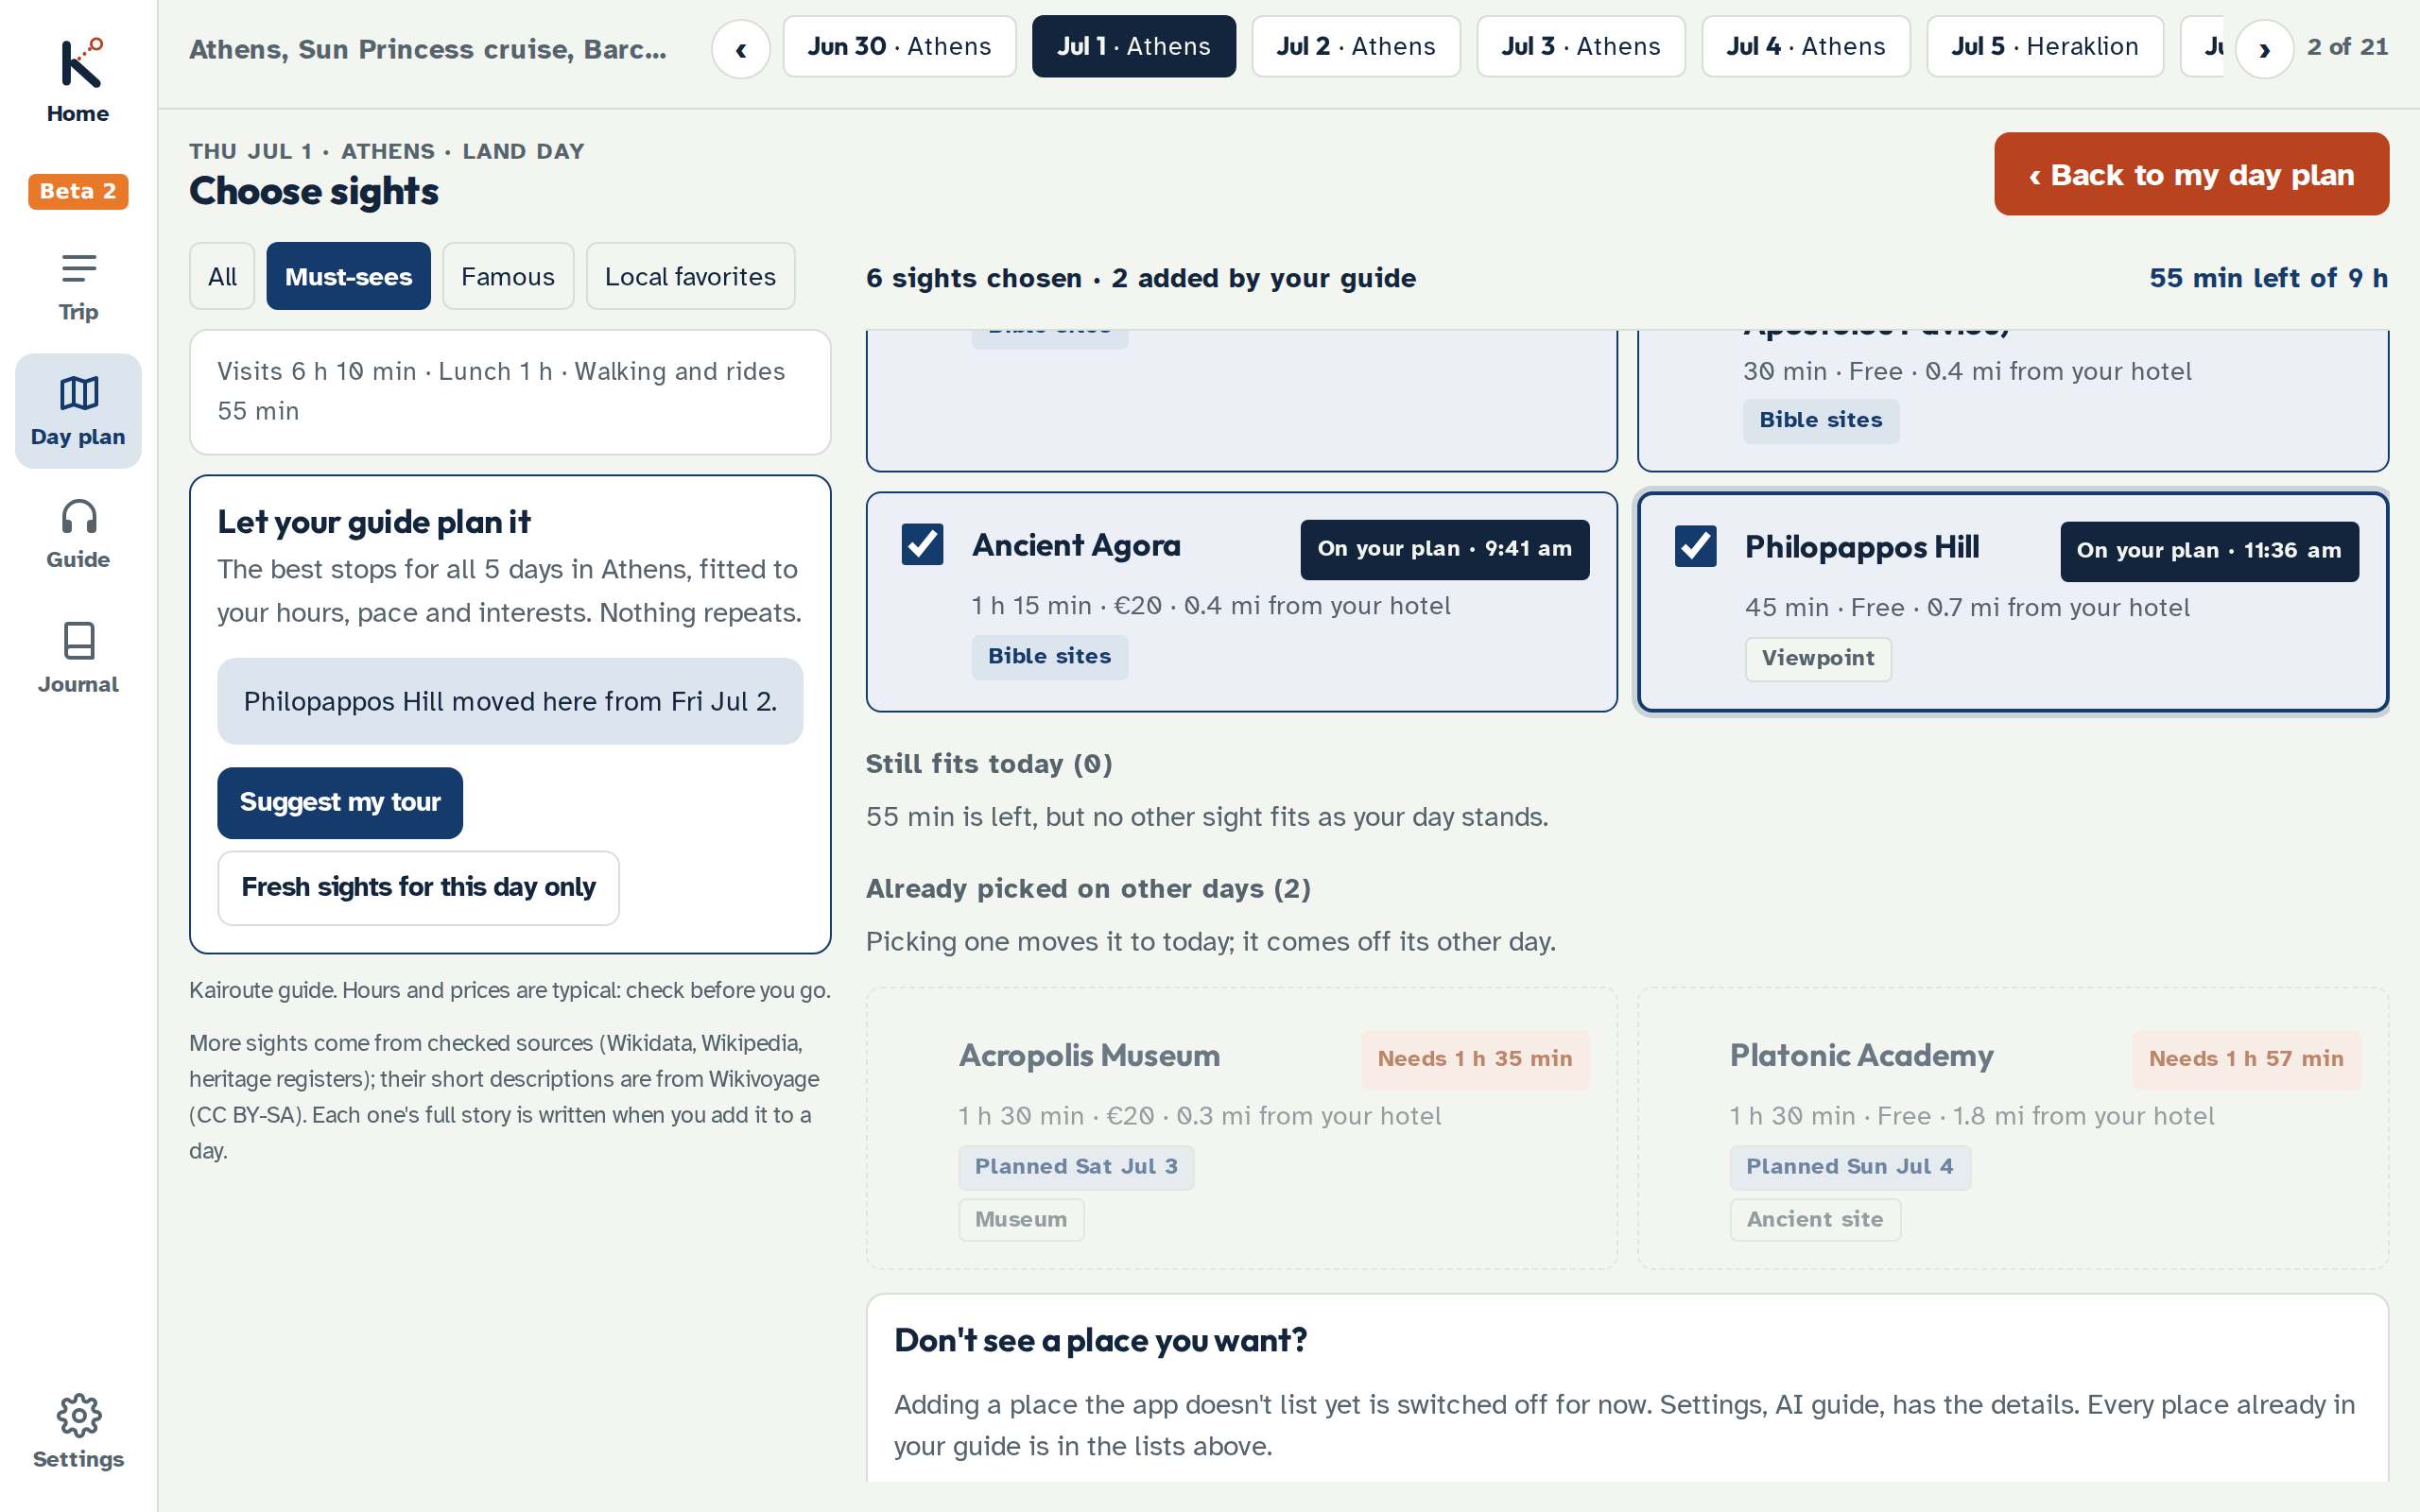 Home
Beta 2
Trip
Day plan
Guide
Journal
Settings
Athens, Sun Princess cruise, Barc...
‹
Jun 30 · Athens
Jul 1 · Athens
Jul 2 · Athens
Jul 3 · Athens
Jul 4 · Athens
Jul 5 · Heraklion
›
2 of 21
THU JUL 1 · ATHENS · LAND DAY
Choose sights
‹ Back to my day plan
All
Must-sees
Famous
Local favorites
Visits 6 h 10 min · Lunch 1 h · Walking and rides
55 min
Let your guide plan it
The best stops for all 5 days in Athens, fitted to
your hours, pace and interests. Nothing repeats.
Philopappos Hill moved here from Fri Jul 2.
Suggest my tour
Fresh sights for this day only
Kairoute guide. Hours and prices are typical: check before you go.
More sights come from checked sources (Wikidata, Wikipedia,
heritage registers); their short descriptions are from Wikivoyage
(CC BY-SA). Each one's full story is written when you add it to a
day.
6 sights chosen · 2 added by your guide
55 min left of 9 h
Bible sites
30 min · Free · 0.4 mi from your hotel
Bible sites
Ancient Agora
On your plan · 9:41 am
1 h 15 min · €20 · 0.4 mi from your hotel
Bible sites
Philopappos Hill
On your plan · 11:36 am
45 min · Free · 0.7 mi from your hotel
Viewpoint
Still fits today (0)
55 min is left, but no other sight fits as your day stands.
Already picked on other days (2)
Picking one moves it to today; it comes off its other day.
Acropolis Museum
Needs 1 h 35 min
1 h 30 min · €20 · 0.3 mi from your hotel
Planned Sat Jul 3
Museum
Platonic Academy
Needs 1 h 57 min
1 h 30 min · Free · 1.8 mi from your hotel
Planned Sun Jul 4
Ancient site
Don't see a place you want?
Adding a place the app doesn't list yet is switched off for now. Settings, AI guide, has the details. Every place already in
your guide is in the lists above.